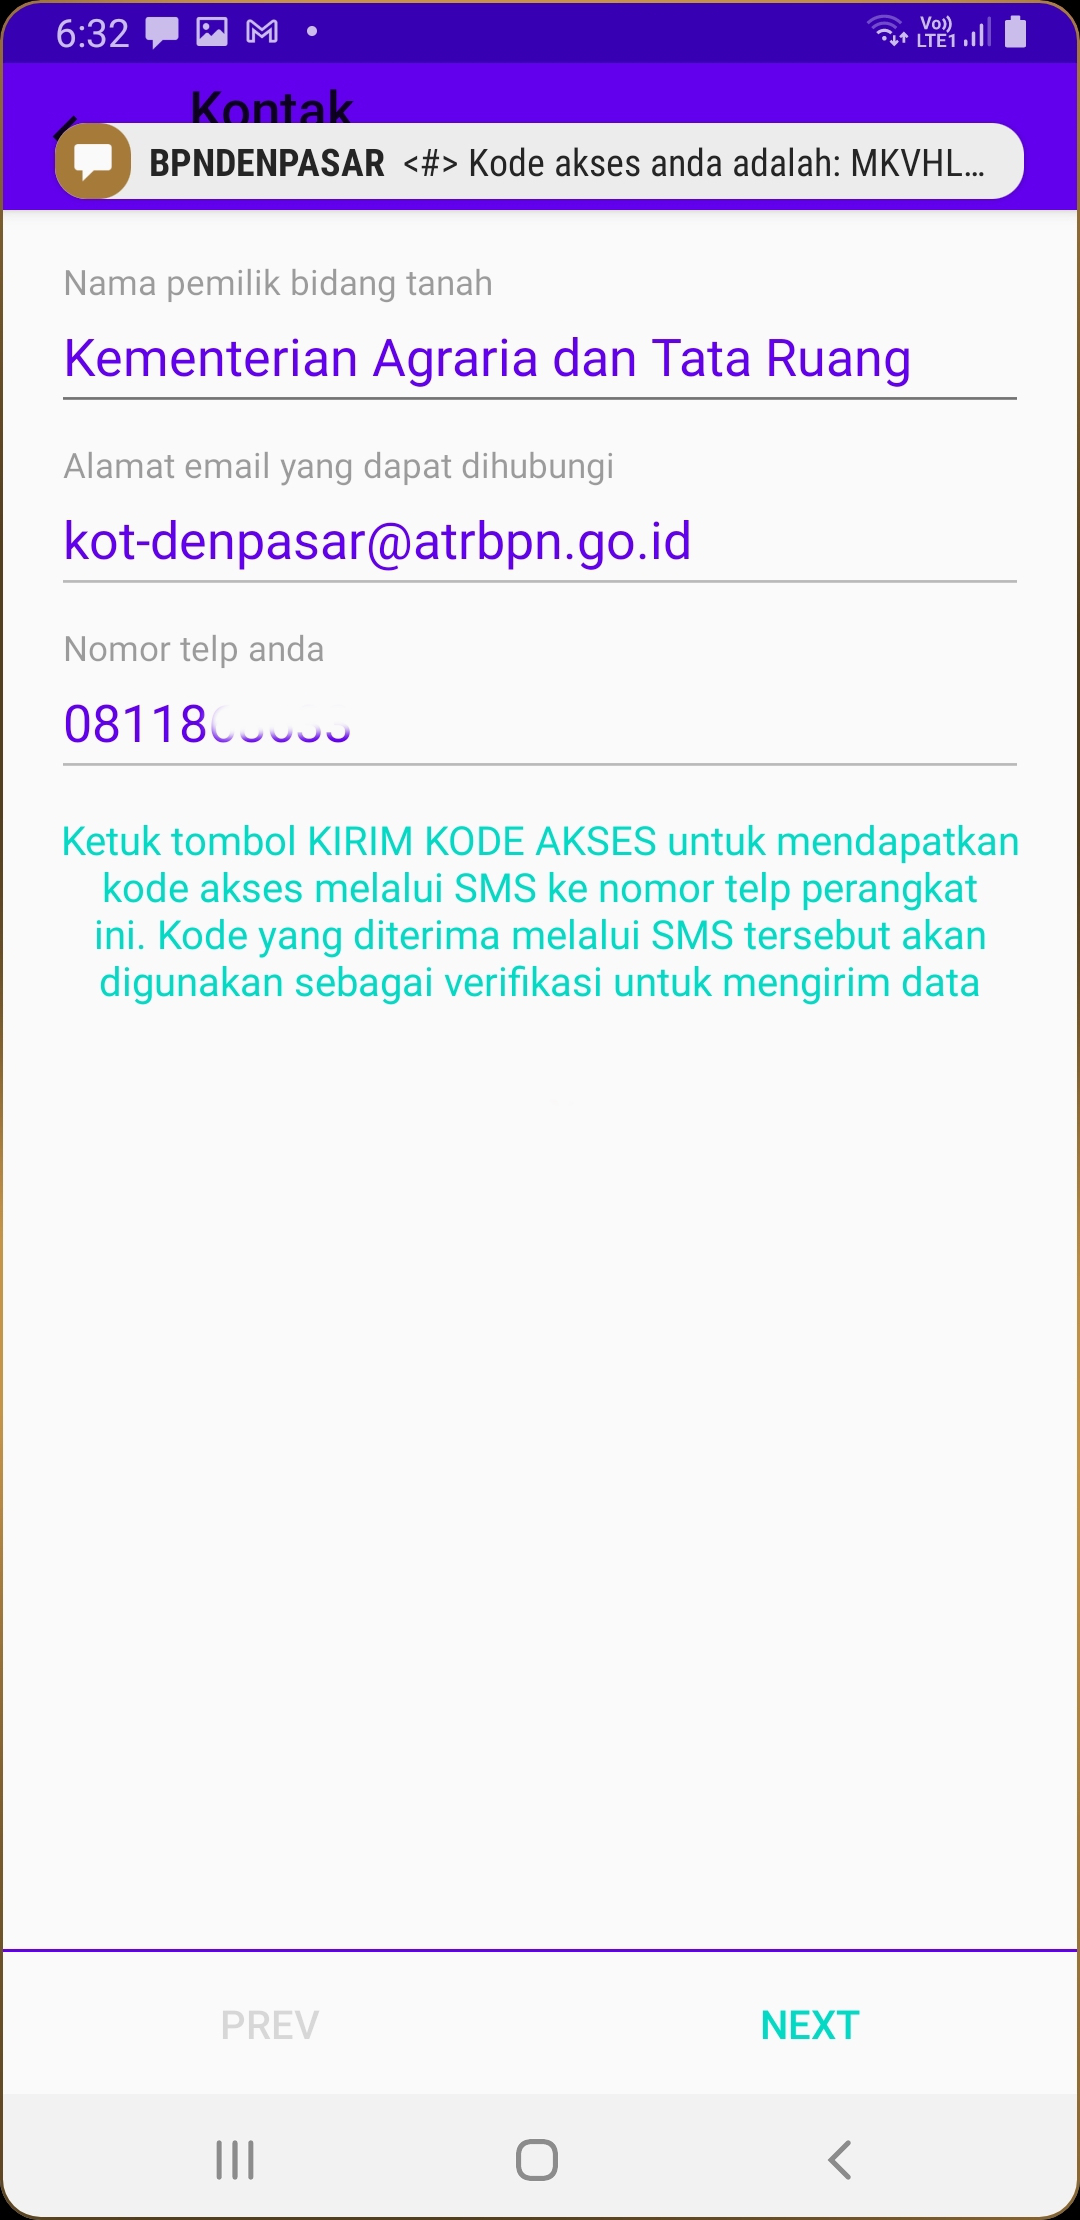 6:32
Vo))
LTE1
Kontak
BPNDENPASAR <#> Kode akses anda adalah: MKVHL...
Nama pemilik bidang tanah
Kementerian Agraria dan Tata Ruang
Alamat email yang dapat dihubungi
kot-denpasar@atrbpn.go.id
Nomor telp anda
08118
Ketuk tombol KIRIM KODE AKSES untuk mendapatkan
kode akses melalui SMS ke nomor telp perangkat
ini. Kode yang diterima melalui SMS tersebut akan
digunakan sebagai verifikasi untuk mengirim data
PREV
NEXT